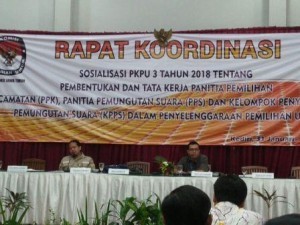 RAPAT KOORDINASI
SOSIALISASI PKPU 3 TAHUN 2018 TENTANG
PEMBENTUKAN DAN TATA KERJA PANITIA PEMILIHAN
CAMATAN (PPK), PANITIA PEMUNGUTAN SUARA (PPS) DAN KELOMPOK PENY
PEMUNGUTAN SUARA (KPPS) DALAM PENYELENGGARAAN PEMILIHAN U